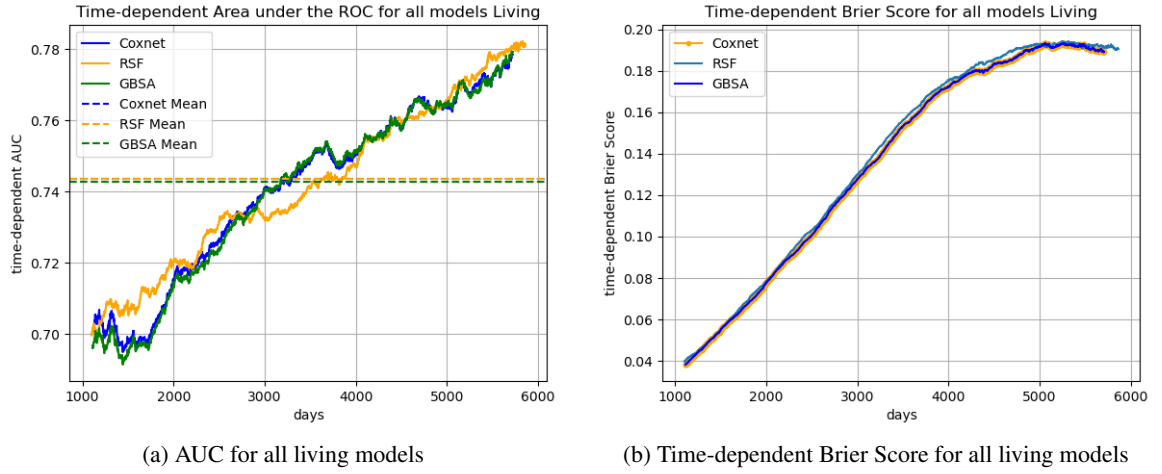 Time-dependent Area under the ROC for all models Living
Coxnet
RSF
GBSA
Coxnet Mean
RSF Mean
GBSA Mean
time-dependent AUC
0.78
0.76
0.74
0.72
0.70
1000 2000 3000 4000 5000 6000
days
(a) AUC for all living models
Time-dependent Brier Score for all models Living
Coxnet
RSF
GBSA
time-dependent Brier Score
0.20
0.18
0.16
0.14
0.12
0.10
0.08
0.06
0.04
1000 2000 3000 4000 5000 6000
days
(b) Time-dependent Brier Score for all living models